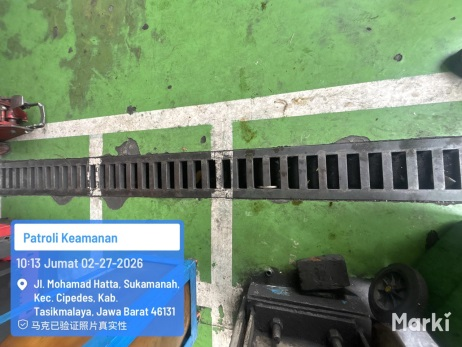 Patroli Keamanan
10:13 Jumat 02-27-2026
Jl. Mohamad Hatta, Sukamanah,
Kec. Cipedes, Kab.
Tasikmalaya, Jawa Barat 46131
马克已验证照片真实性
Marki